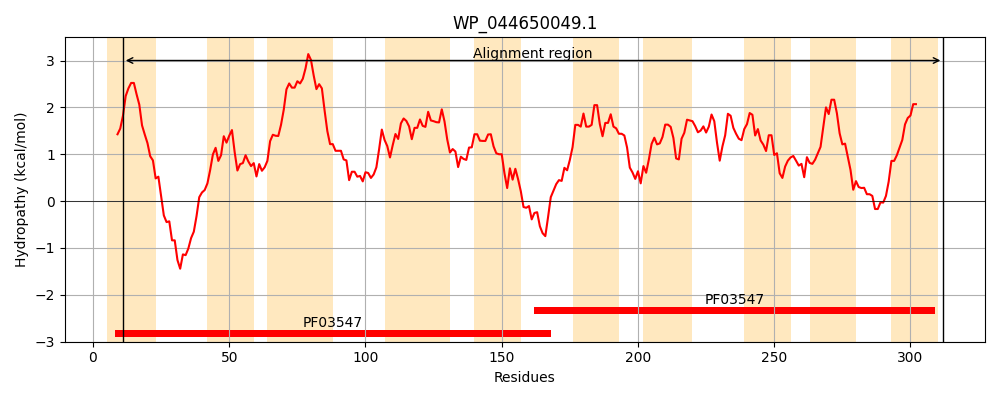 WP_044650049.1
Alignment region
3
2
1
0
−1
−2
−3
Hydropathy (kcal/mol)
PF03547
PF03547
0 50 100 150 200 250 300
Residues